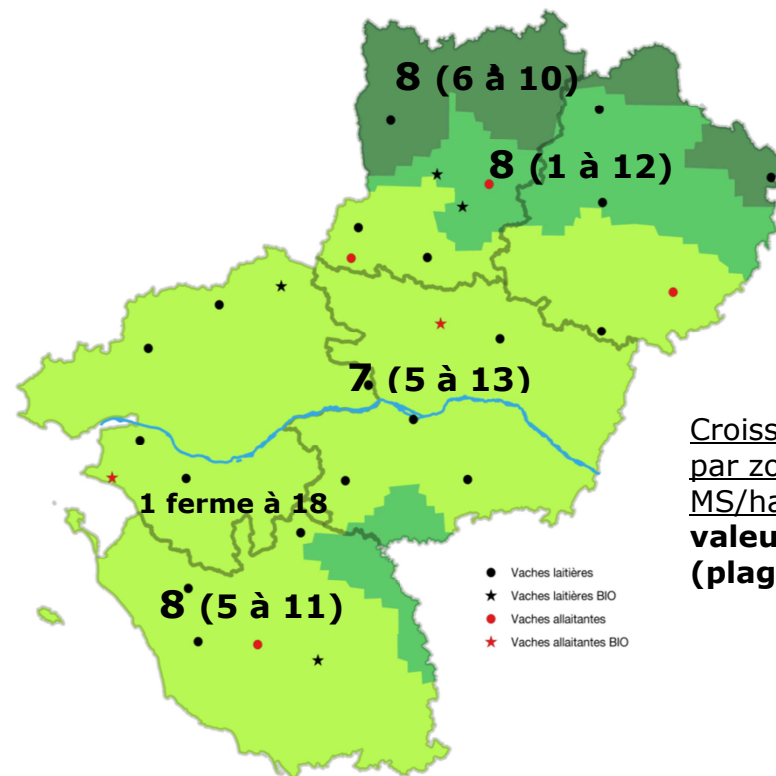 8 (6 à 10)
8 (1 à 12)
7 (5 à 13)
1 ferme à 18
8 (5 à 11)
Vaches laitières
Vaches laitières BIO
Vaches allaitantes
Vaches allaitantes BIO
Croiss
par zo
MS/ha
valeu
(plag